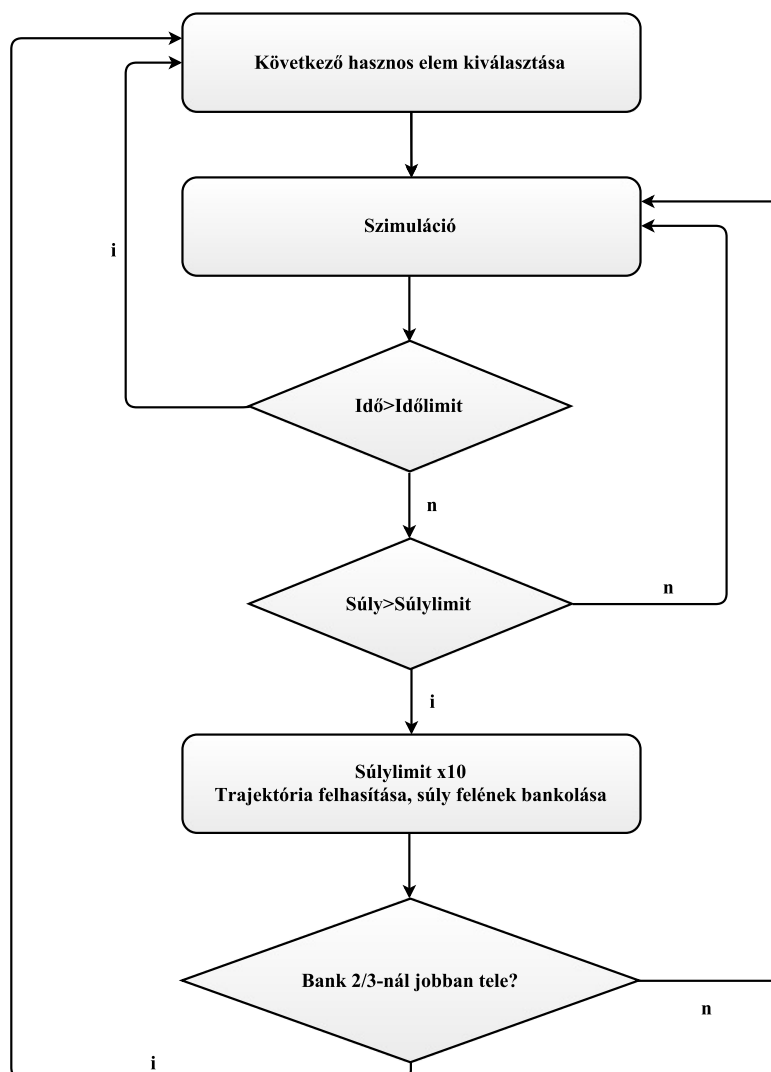 Következő hasznos elem kiválasztása
Szimuláció
i
Idő>Időlimit
n
Súly>Súlylimit
n
i
Súlylimit x10
Trajektória felhasítása, súly felének bankolása
Bank 2/3-nál jobban tele?
n
i